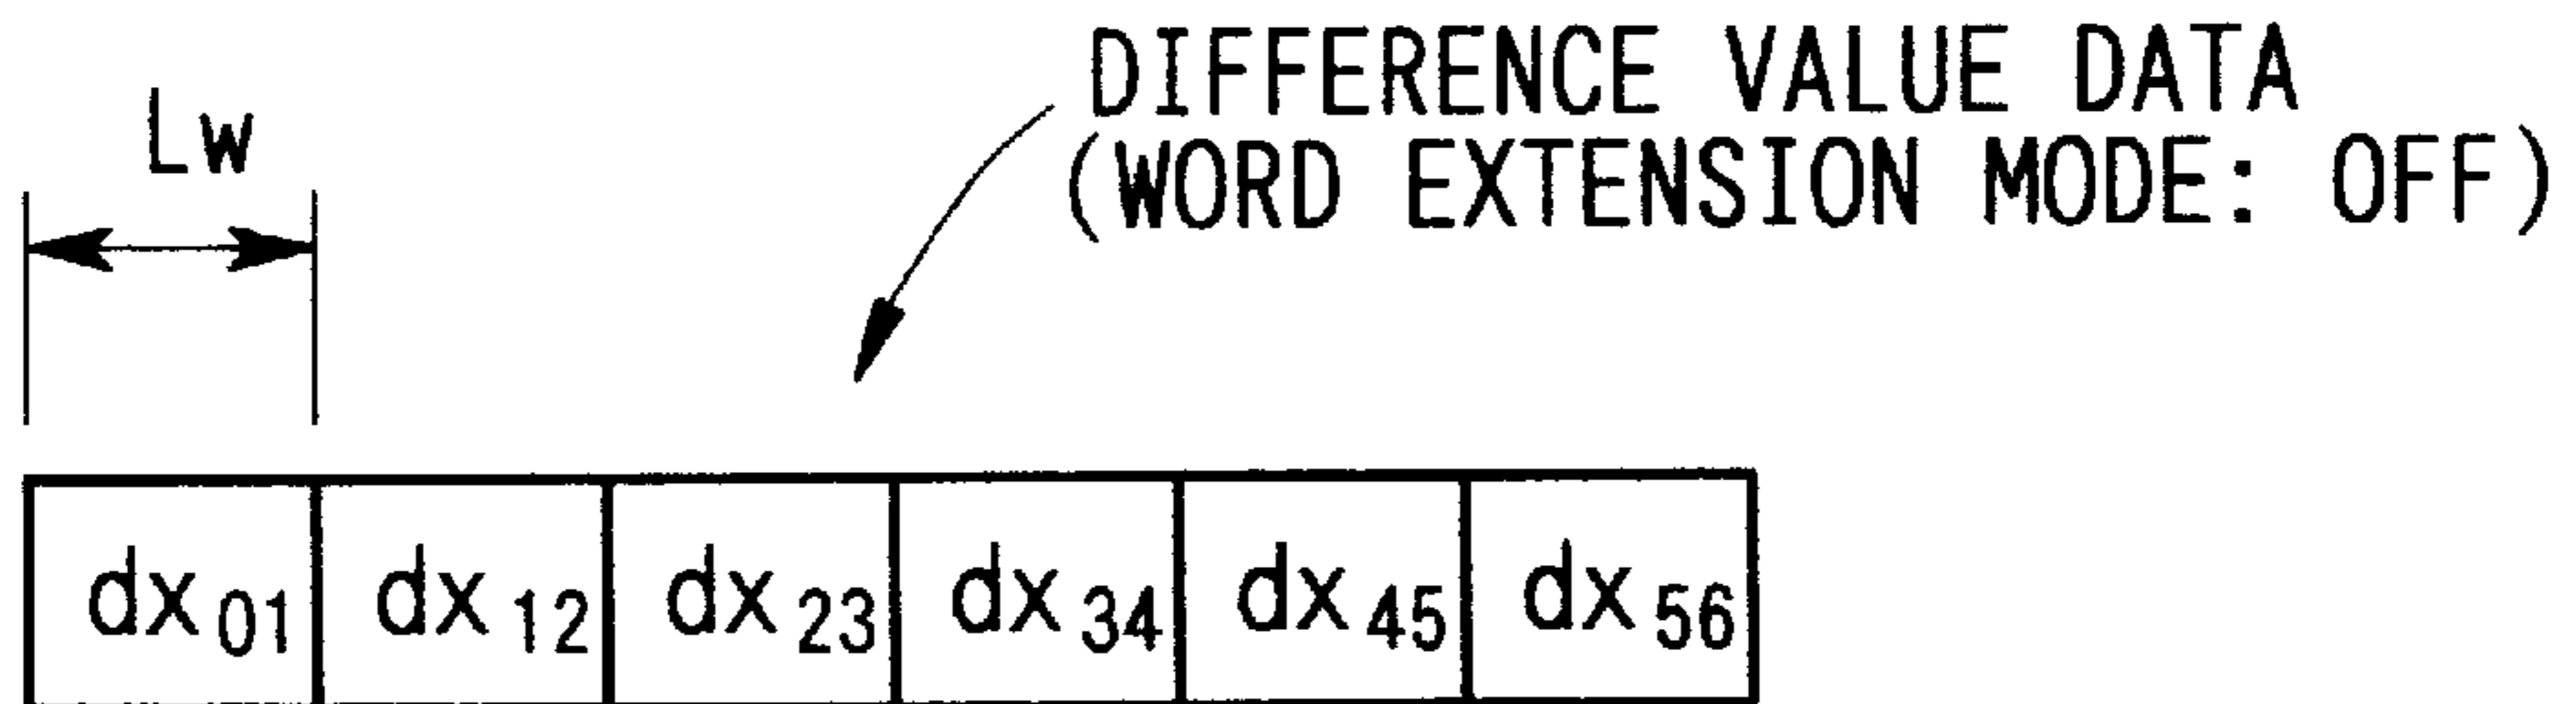 DIFFERENCE VALUE DATA
(WORD EXTENSION MODE: OFF)
Lw
dx01 dx12 dx23 dx34 dx45 dx56